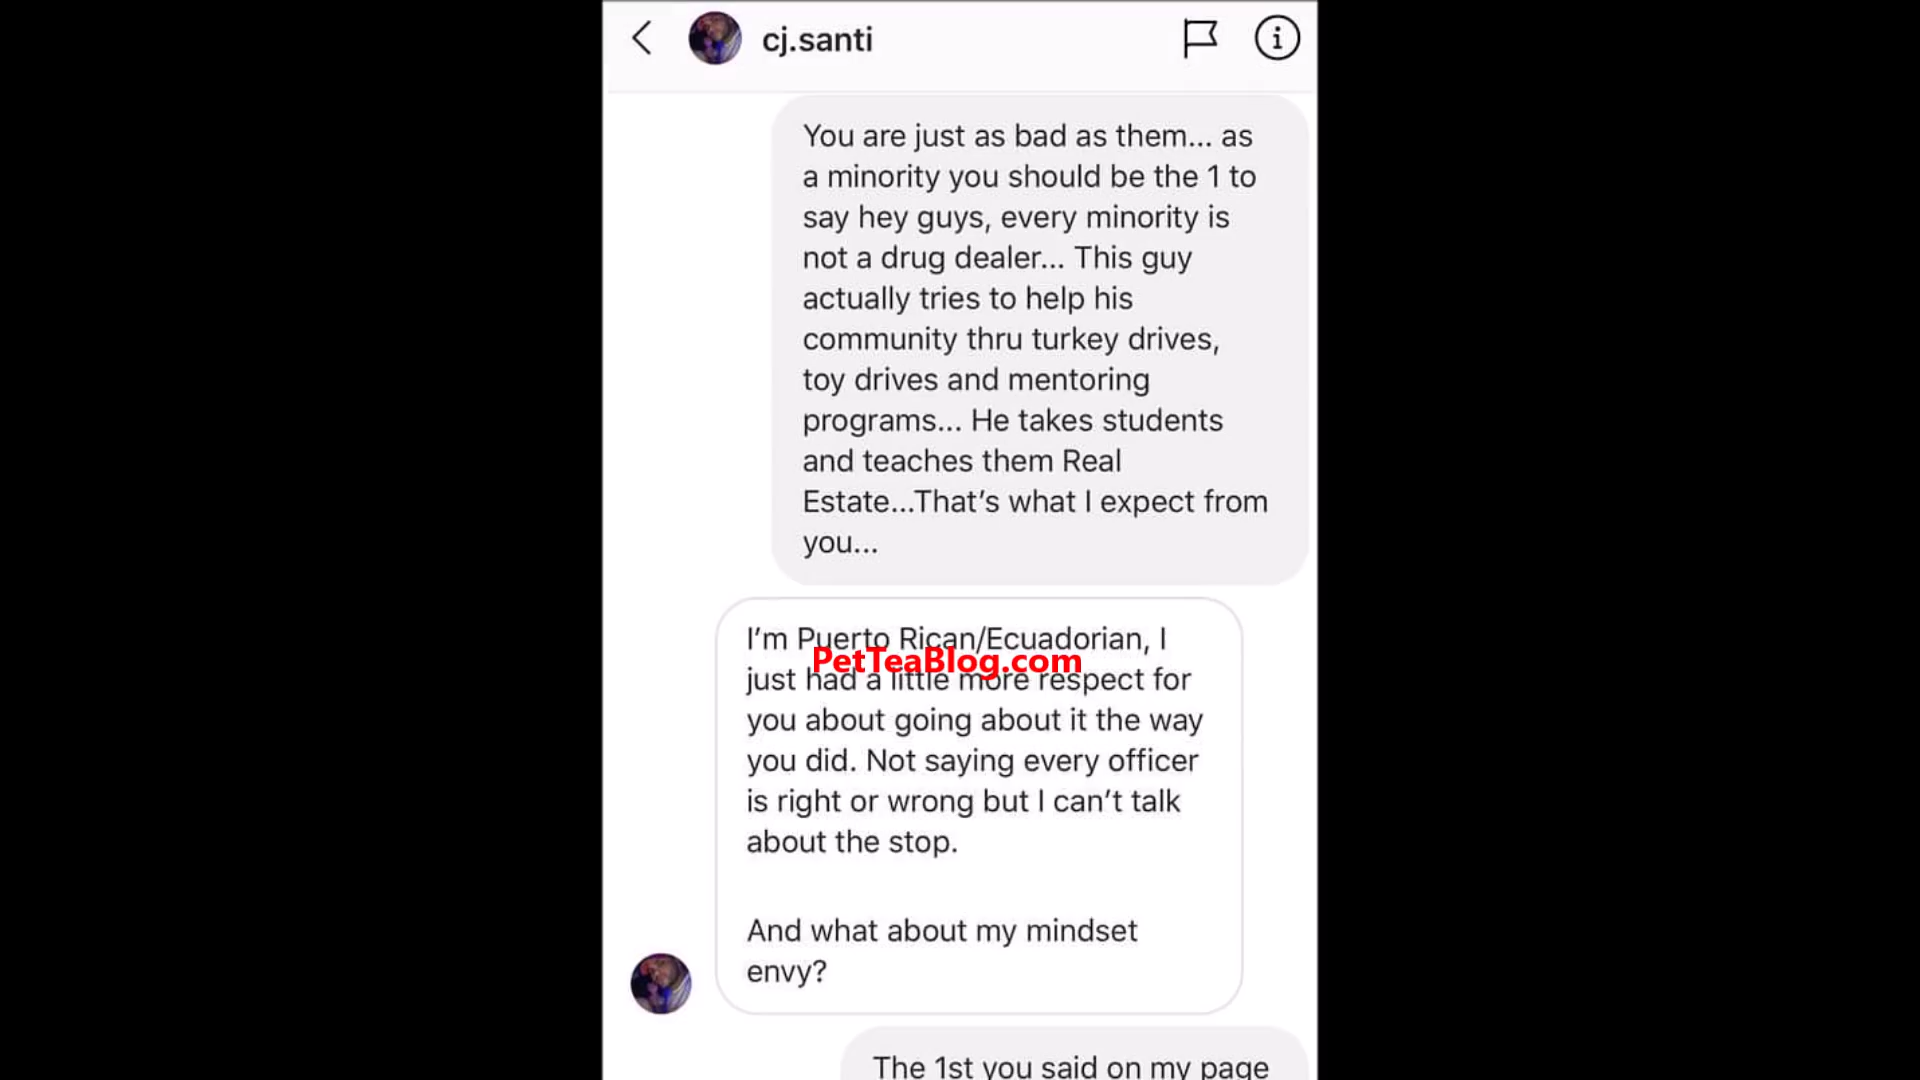 cj.santi
You are just as bad as them... as
a minority you should be the 1 to
say hey guys, every minority is
not a drug dealer... This guy
actually tries to help his
community thru turkey drives,
toy drives and mentoring
programs... He takes students
and teaches them Real
Estate...That's what I expect from
you...
I'm Puerto Rican/Ecuadorian, I
PetTeaBlog.com
just had a little more respect for
you about going about it the way
you did. Not saying every officer
is right or wrong but I can't talk
about the stop.
And what about my mindset
envy?
The 1st you said on my page